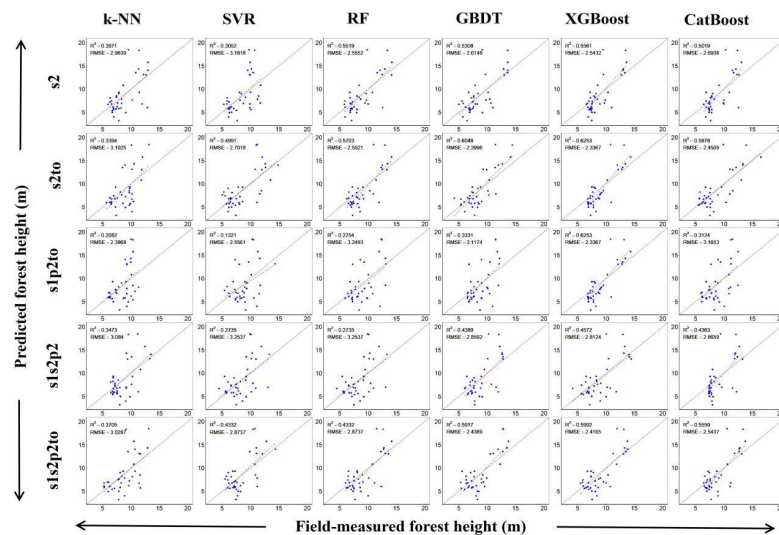 k-NN SVR RF GBDT XGBoost CatBoost
s2
R² = 0.3971
RMSE = 2.9839
R² = 0.3052
RMSE = 3.1818
R² = 0.5519
RMSE = 2.5552
R² = 0.5308
RMSE = 2.6148
R² = 0.5561
RMSE = 2.5432
R² = 0.5019
RMSE = 2.6938
s2to
R² = 0.3394
RMSE = 3.1025
R² = 0.4991
RMSE = 2.7018
R² = 0.5703
RMSE = 2.5021
R² = 0.6048
RMSE = 2.3996
R² = 0.6253
RMSE = 2.3367
R² = 0.5878
RMSE = 2.4508
s1p2to
R² = 0.2082
RMSE = 2.3968
R² = 0.1321
RMSE = 2.5561
R² = 0.2754
RMSE = 3.2493
R² = 0.3331
RMSE = 3.1174
R² = 0.6253
RMSE = 2.3367
R² = 0.3124
RMSE = 3.1653
s1s2p2
R² = 0.3473
RMSE = 3.084
R² = 0.2735
RMSE = 3.2537
R² = 0.2735
RMSE = 3.2537
R² = 0.4389
RMSE = 2.8592
R² = 0.4572
RMSE = 2.8124
R² = 0.4363
RMSE = 2.8659
s1s2p2to
R² = 0.3705
RMSE = 3.0287
R² = 0.4332
RMSE = 2.8737
R² = 0.4332
RMSE = 2.8737
R² = 0.5917
RMSE = 2.4389
R² = 0.5992
RMSE = 2.4165
R² = 0.5559
RMSE = 2.5437
Predicted forest height (m)
Field-measured forest height (m)